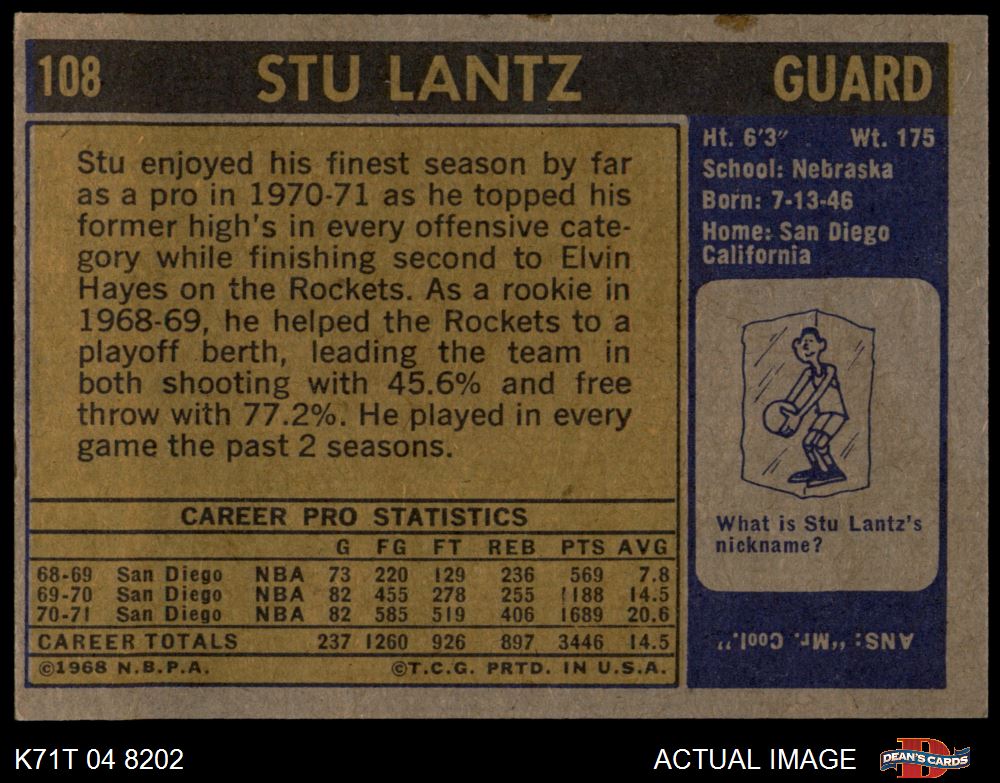 108 STU LANTZ GUARD
Stu enjoyed his finest season by far
as a pro in 1970-71 as he topped his
former high's in every offensive cate-
gory while finishing second to Elvin
Hayes on the Rockets. As a rookie in
1968-69, he helped the Rockets to a
playoff berth, leading the team in
both shooting with 45.6% and free
throw with 77.2%. He played in every
game the past 2 seasons.
CAREER PRO STATISTICS
G FG FT REB PTS AVG
68-69 San Diego NBA 73 220 129 236 569 7.8
69-70 San Diego NBA 82 455 278 255 1188 14.5
70-71 San Diego NBA 82 585 519 406 1689 20.6
CAREER TOTALS 237 1260 926 897 3446 14.5
©1968 N.B.P.A. ©T.C.G. PRTD. IN U.S.A.
Ht. 6'3" Wt. 175
School: Nebraska
Born: 7-13-46
Home: San Diego
California
What is Stu Lantz's
nickname?
ANS: "Mr. Cool."
K71T 04 8202 ACTUAL IMAGE D DEAN'S CARDS